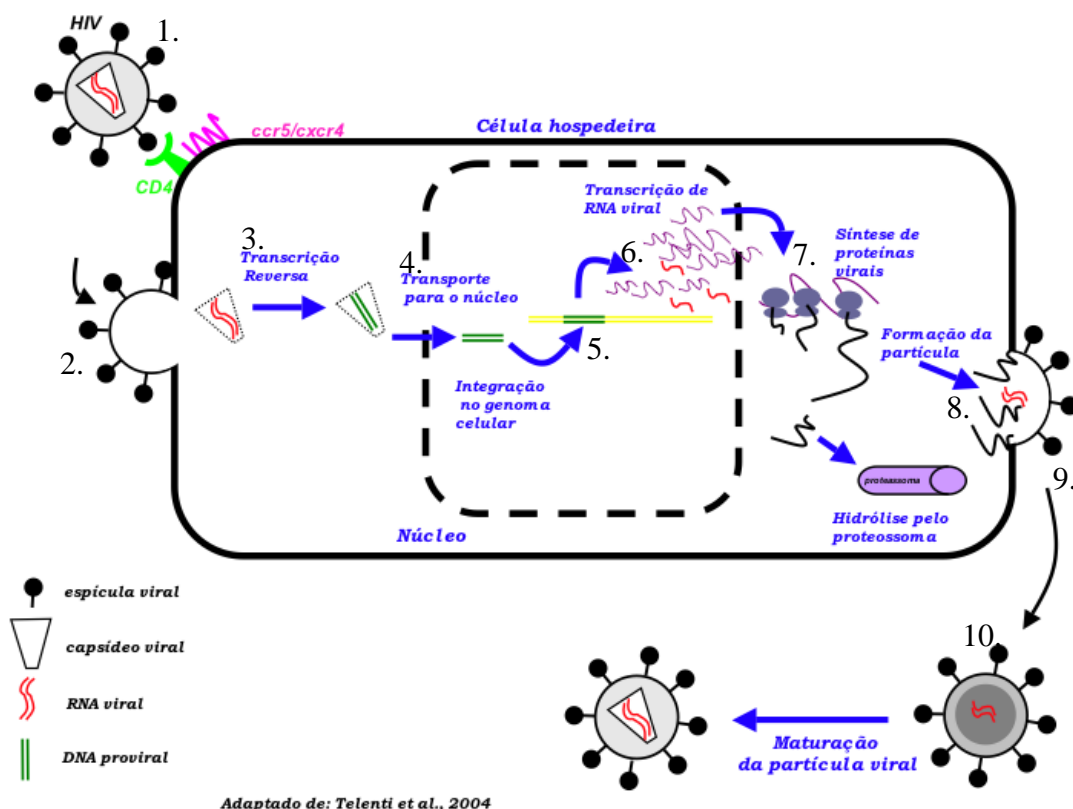 HIV
1.
ccr5/cxcr4
CD4
Célula hospedeira
Transcrição de
RNA viral
2.
3.
Transcrição
Reversa
4.
Transporte
para o núcleo
5.
Integração
no genoma
celular
6.
7.
Síntese de
proteínas
virais
Formação da
partícula
8.
9.
proteassoma
Hidrólise pelo
proteossoma
Núcleo
espícula viral
capsídeo viral
RNA viral
DNA proviral
10.
Maturação
da partícula viral
Adaptado de: Telenti et al., 2004